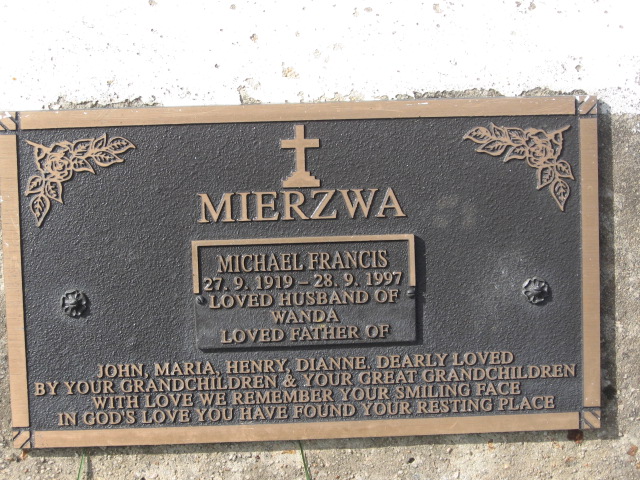 MIERZWA
MICHAEL FRANCIS
27. 9. 1919 – 28. 9. 1997
LOVED HUSBAND OF
WANDA
LOVED FATHER OF
JOHN, MARIA, HENRY, DIANNE. DEARLY LOVED
BY YOUR GRANDCHILDREN & YOUR GREAT GRANDCHILDREN
WITH LOVE WE REMEMBER YOUR SMILING FACE
IN GOD'S LOVE YOU HAVE FOUND YOUR RESTING PLACE